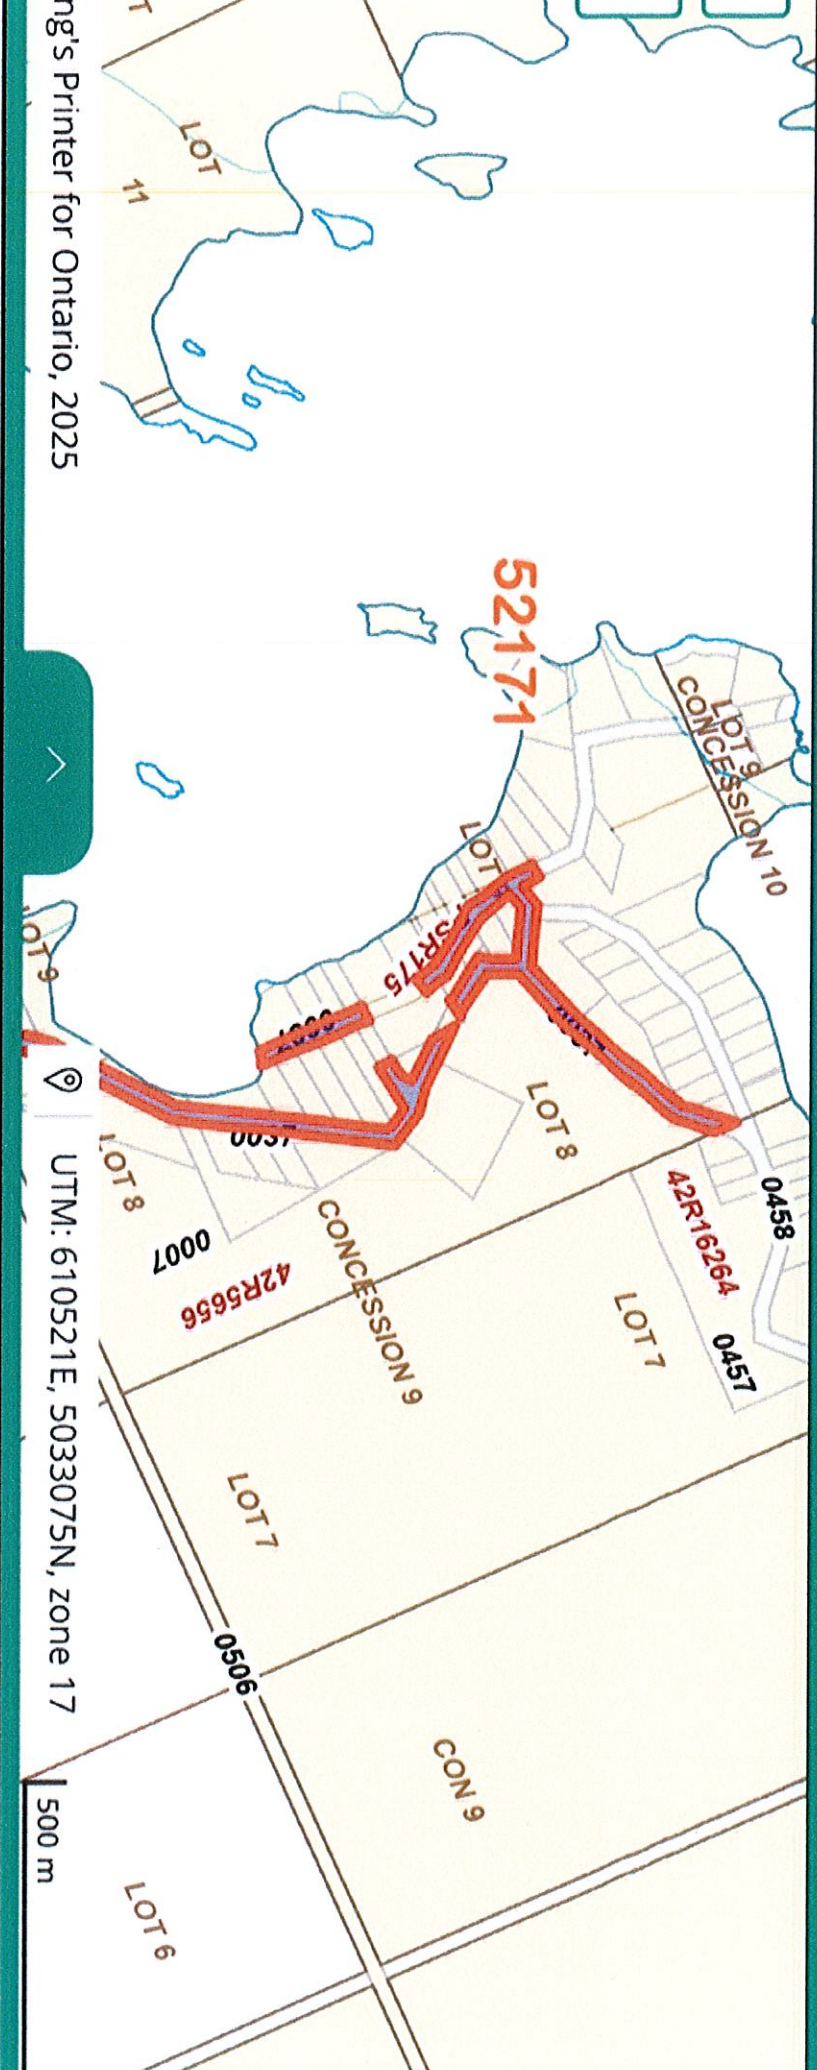 LOT
11
52171
LOT 9
CONCESSION 10
LOT
SR175
LOT 8
0458
42R16264
LOT 7
0457
CONCESSION 9
LOT 8
0007
42R5656
LOT 7
0506
CON 9
LOT 6
ng's Printer for Ontario, 2025
UTM: 610521E, 5033075N, zone 17
500 m